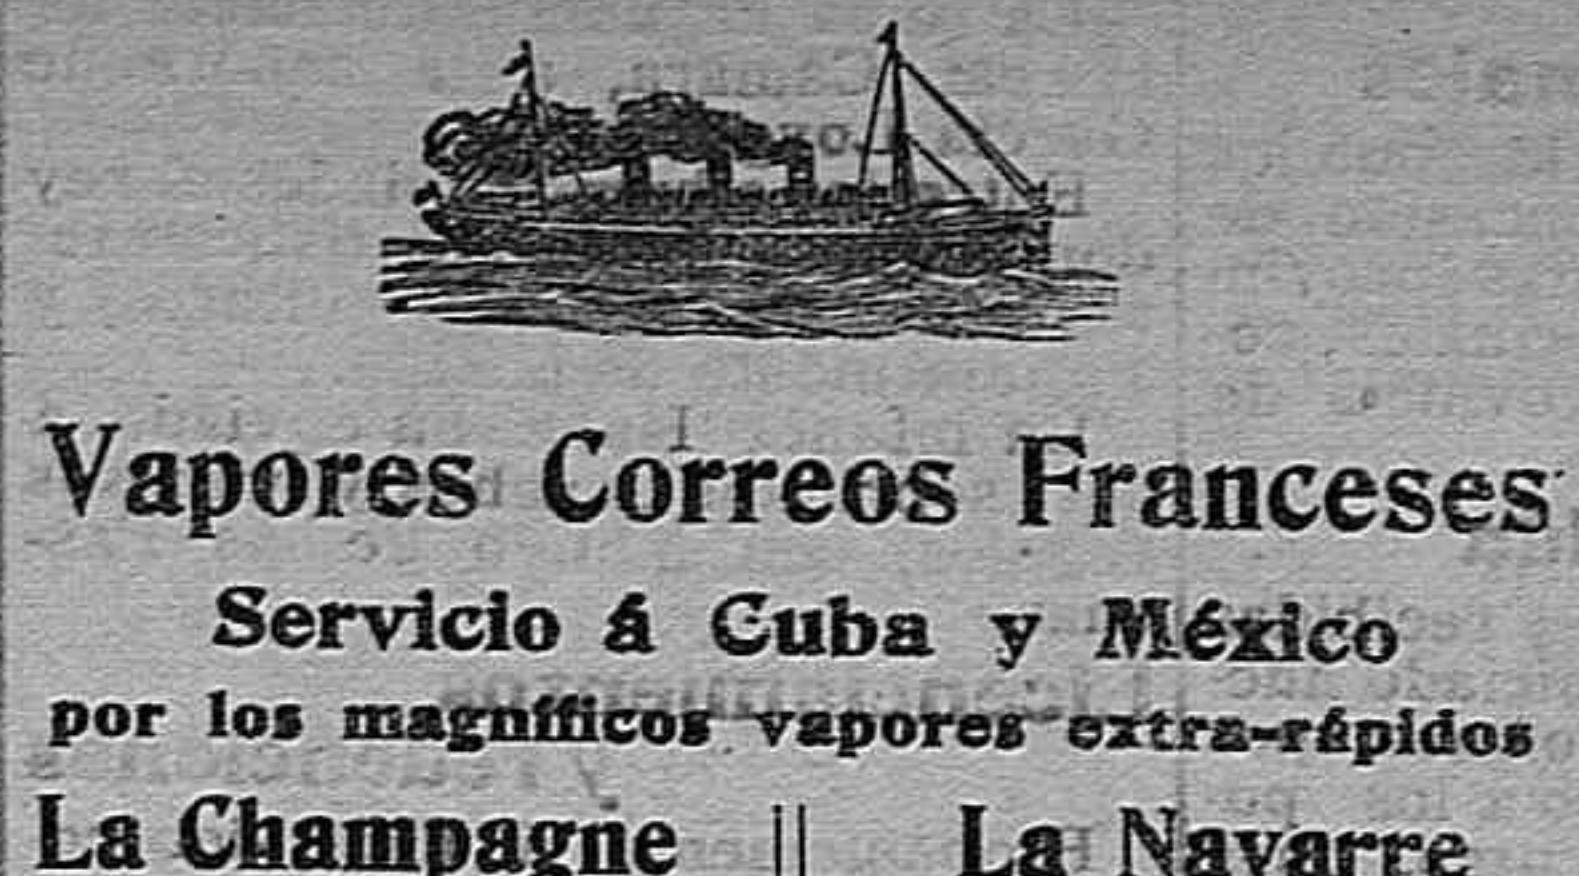 Vapores Correos Franceses
Servicio á Cuba y México
por los magníficos vapores extra-rápidos
La Champagne || La Navarre